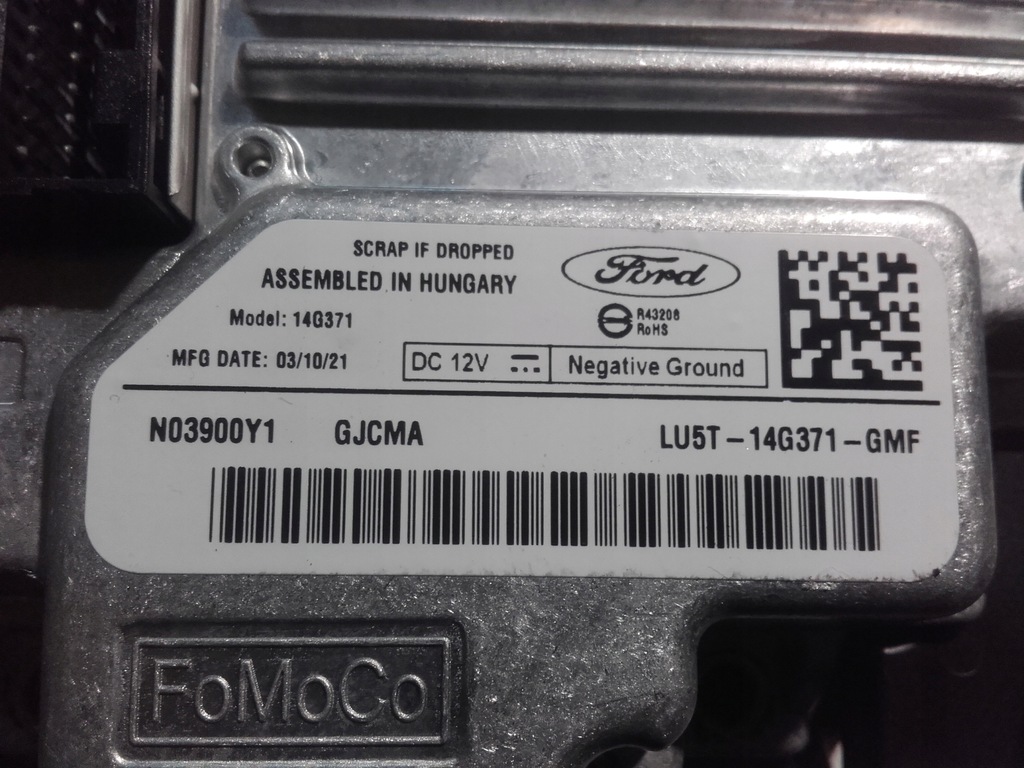 SCRAP IF DROPPED
ASSEMBLED IN HUNGARY
Ford
Model: 14G371
R43208
RoHS
MFG DATE: 03/10/21
DC 12V
Negative Ground
N03900Y1 GJCMA LU5T-14G371-GMF
FoMoCo